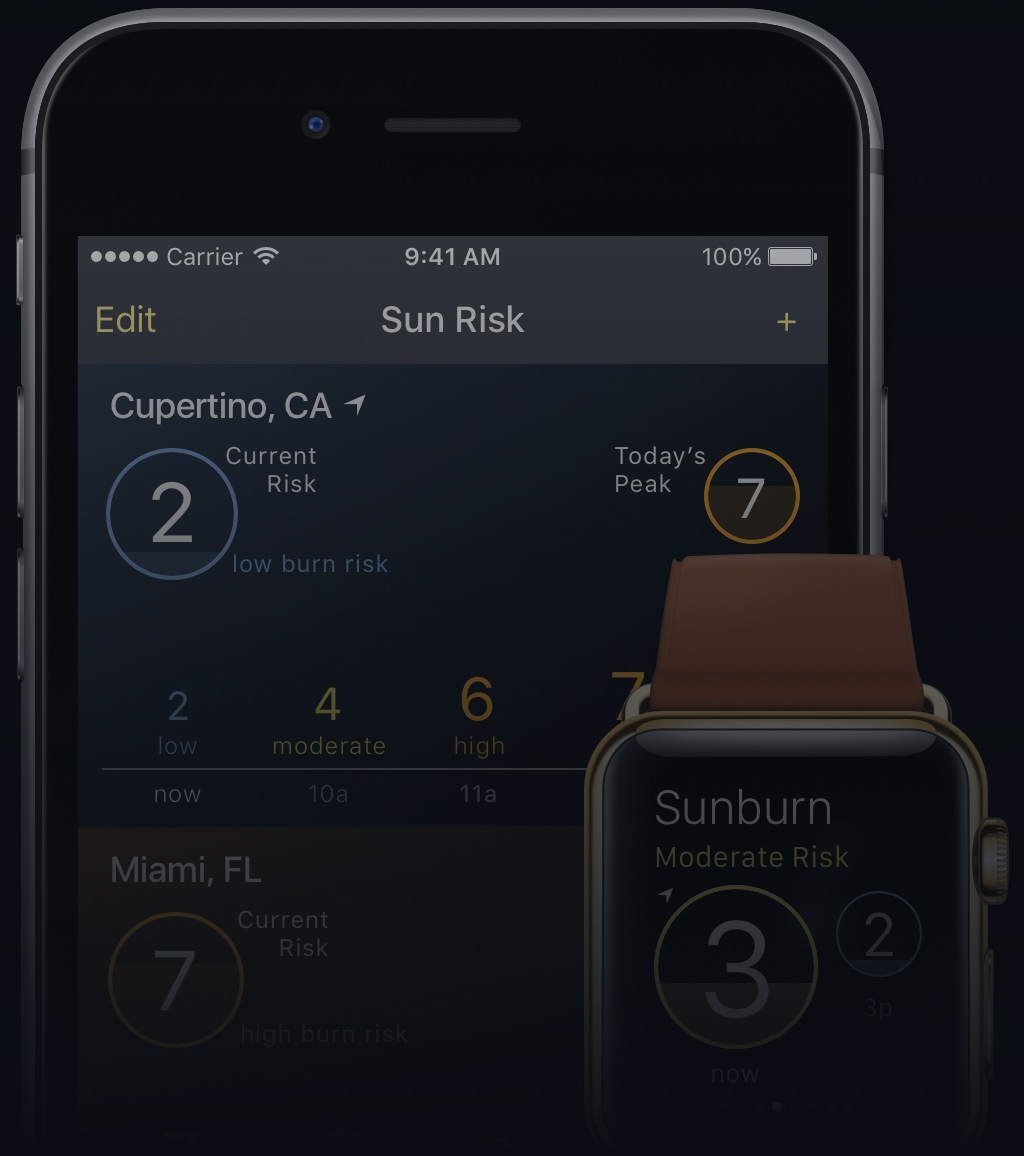 Carrier 9:41 AM 100%
Edit Sun Risk +
Cupertino, CA
Current Today’s
Risk Peak
2 7
low burn risk
2 4 6 7
low moderate high
now 10a 11a
Miami, FL
Current
Risk
7
high burn risk
Sunburn
Moderate Risk
3 2
3p
now